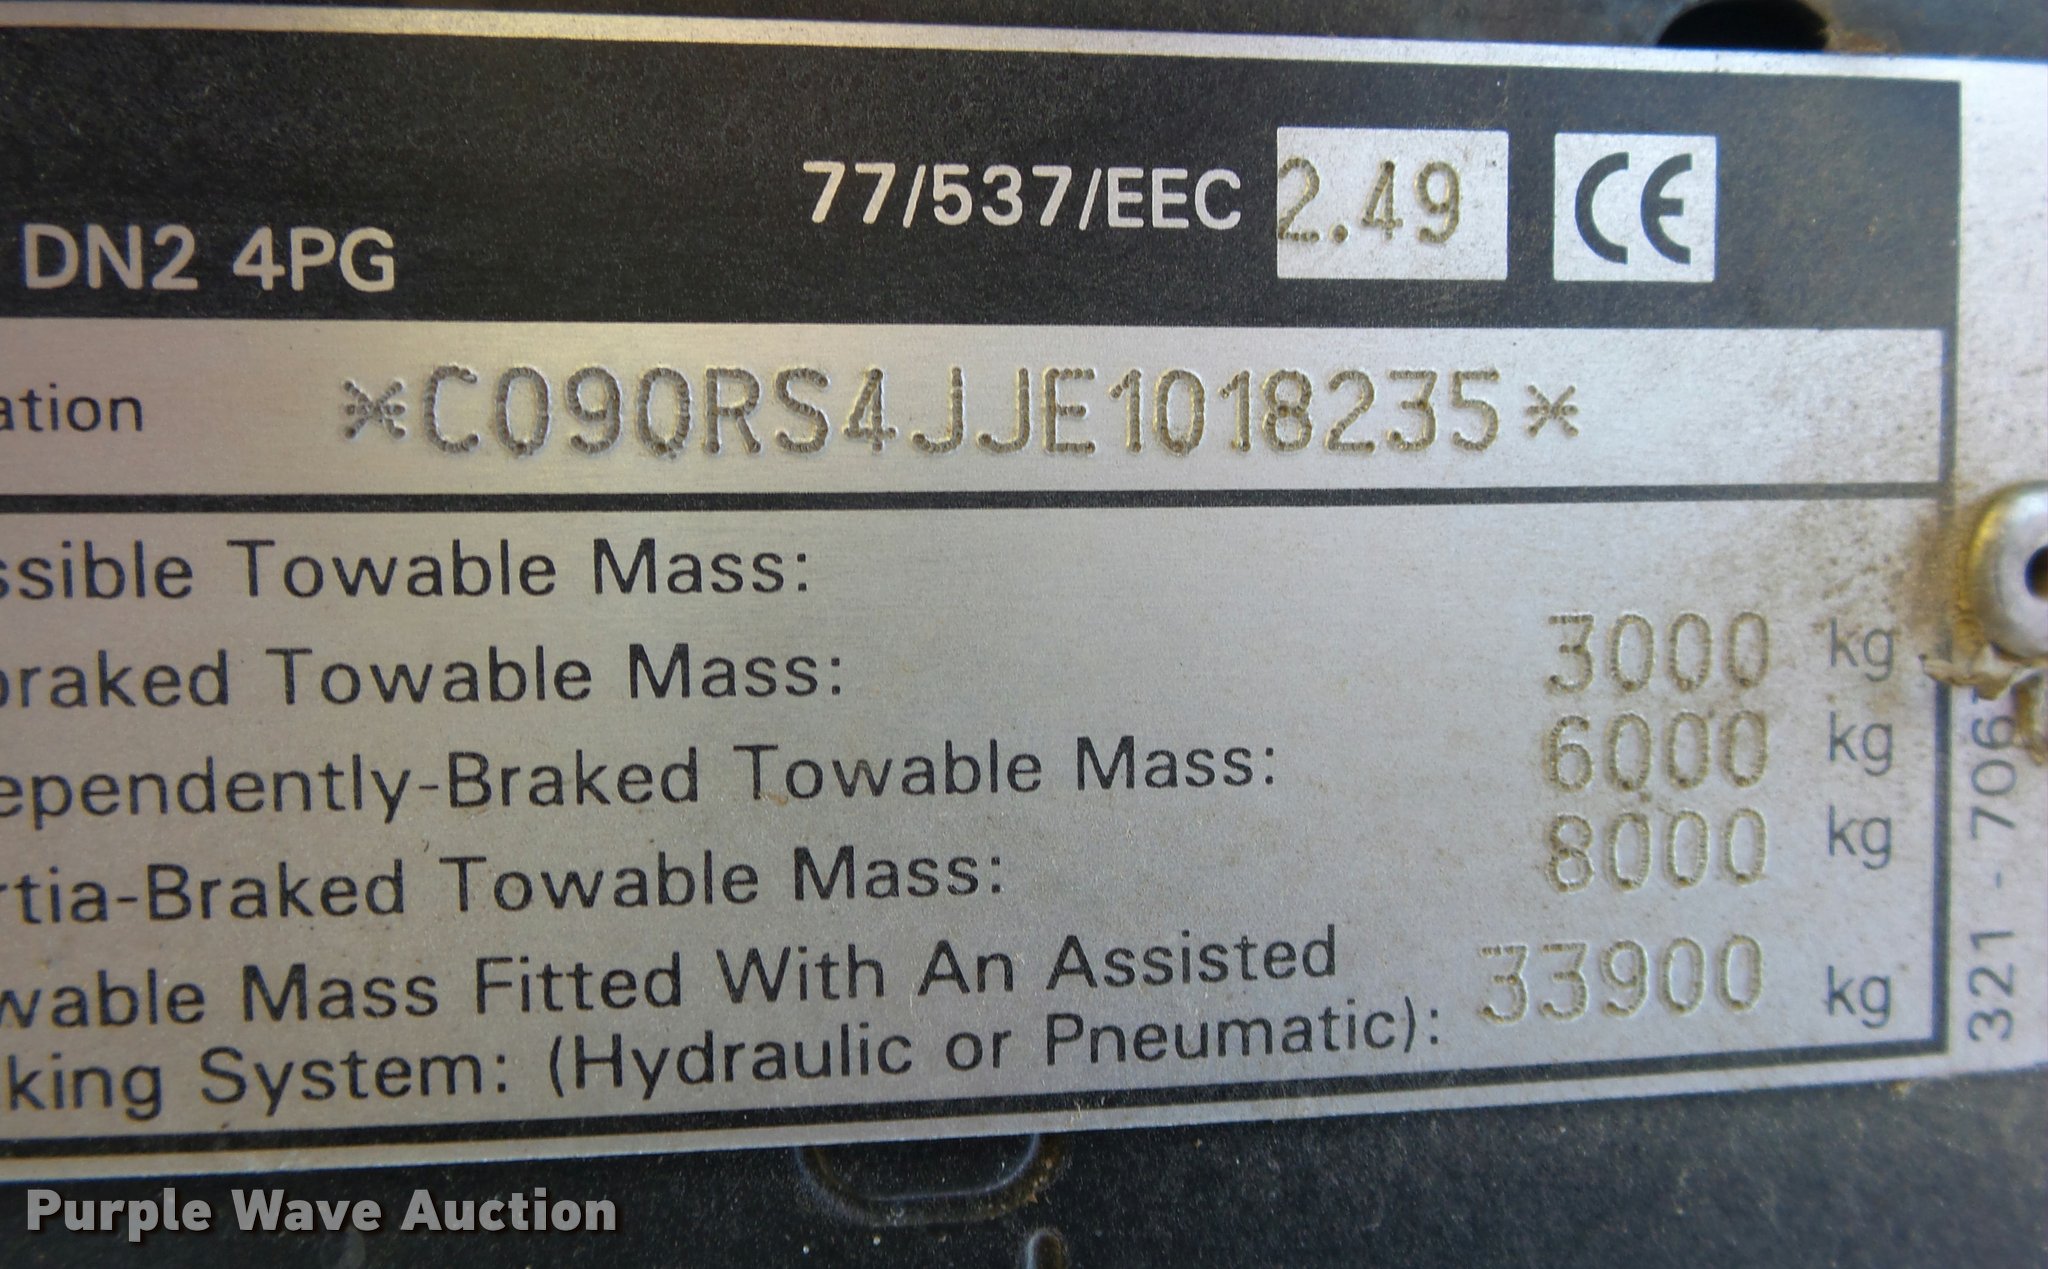 77/537/EEC 2.49 CE
DN2 4PG
ation *C090RS4JJE1018235*
ssible Towable Mass:
braked Towable Mass: 3000 kg
ependently-Braked Towable Mass: 6000 kg
rtia-Braked Towable Mass: 8000 kg
wable Mass Fitted With An Assisted 33900 kg
king System: (Hydraulic or Pneumatic):
321 - 706
Purple Wave Auction